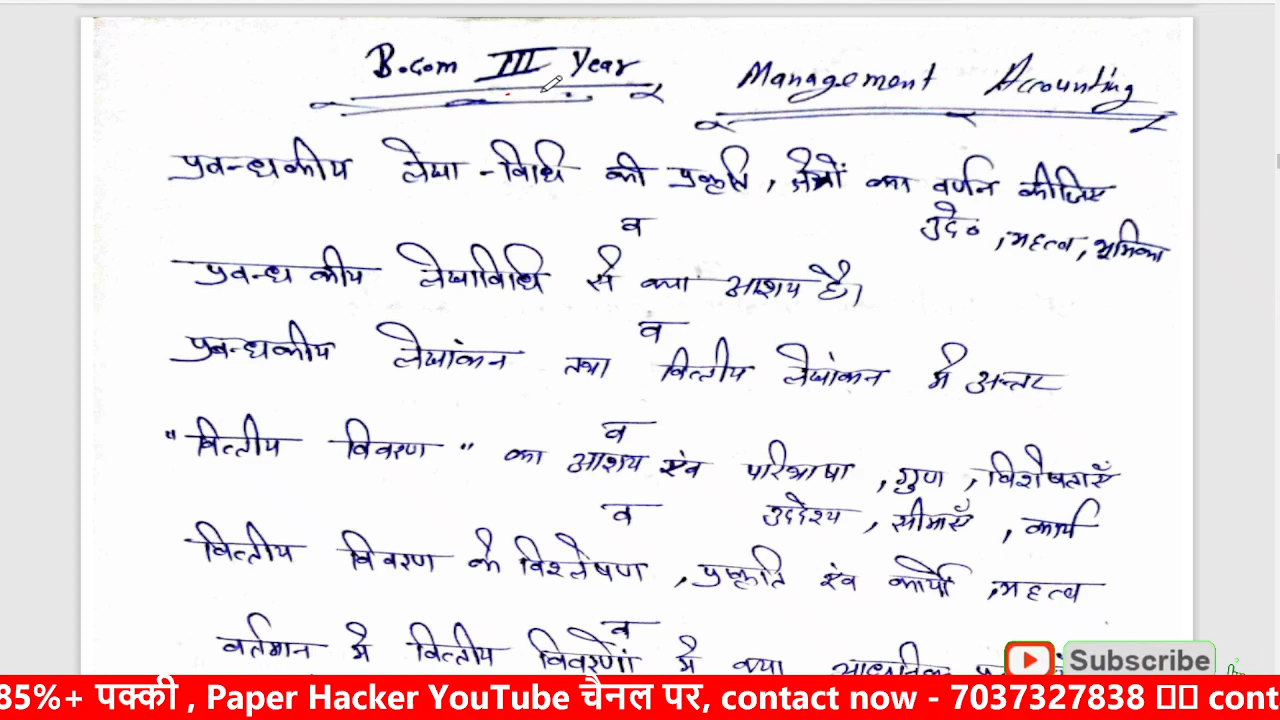 B.com III Year
Management Accounting
प्रबन्धकीय लेखा-विधि की प्रकृति, क्षेत्रों का वर्णन कीजिए
उद्दे०, महत्व, भूमिका
व
प्रबन्धकीय लेखाविधि से क्या आशय है।
व
प्रबन्धकीय लेखांकन तथा वित्तीय लेखांकन में अन्तर
व
"वित्तीय विवरण" का आशय एंव परिभाषा, गुण, विशेषताएँ
व उद्देश्य, सीमाएँ, कार्य
वित्तीय विवरण के विश्लेषण, प्रकृति एंव कार्यो, महत्व
व
वर्तमान में वित्तीय विवरणों में क्या
Subscribe
85%+ पक्की , Paper Hacker YouTube चैनल पर, contact now - 7037327838 cont